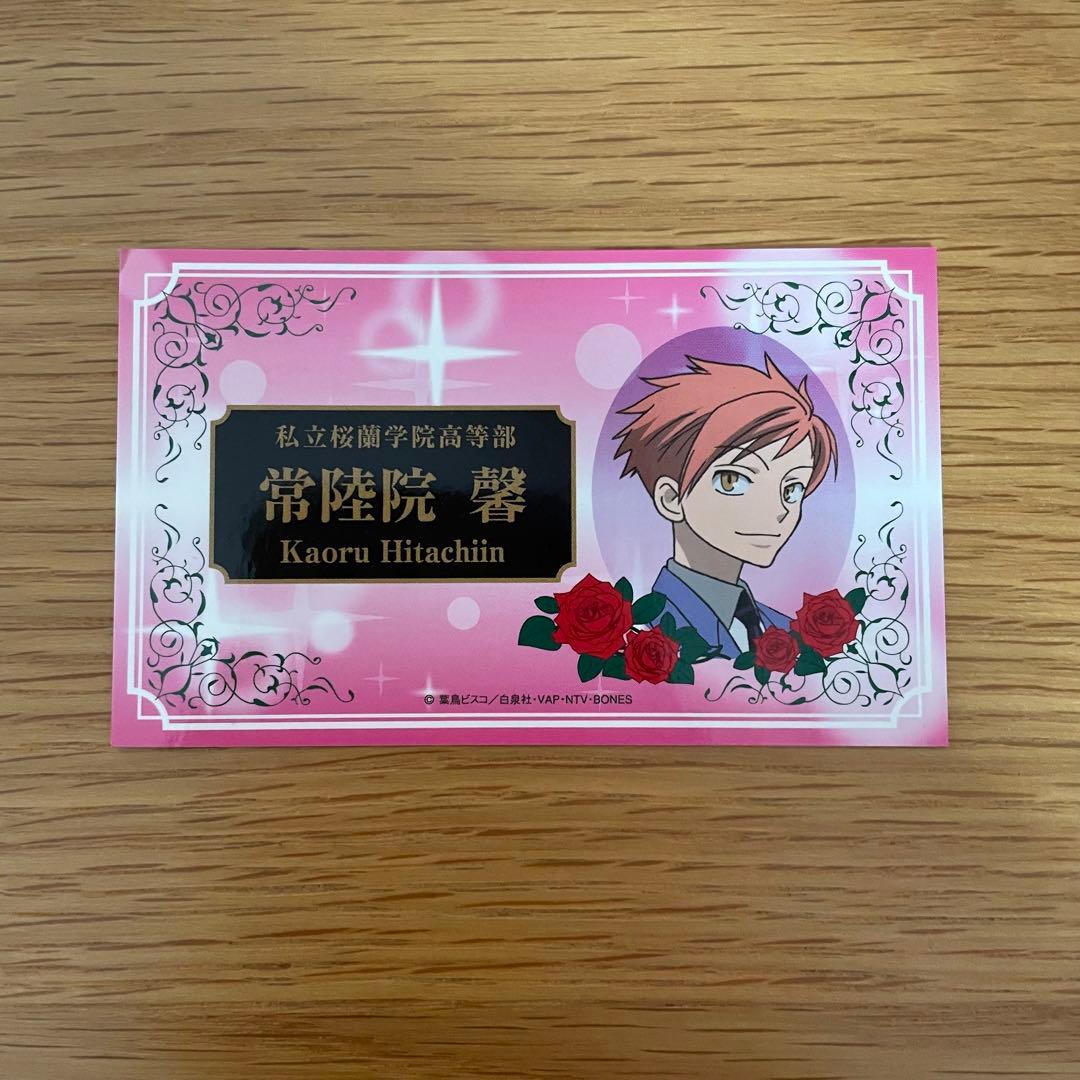 私立桜蘭学院高等部
常陸院 馨
Kaoru Hitachiin
© 葉鳥ビスコ／白泉社・VAP・NTV・BONES